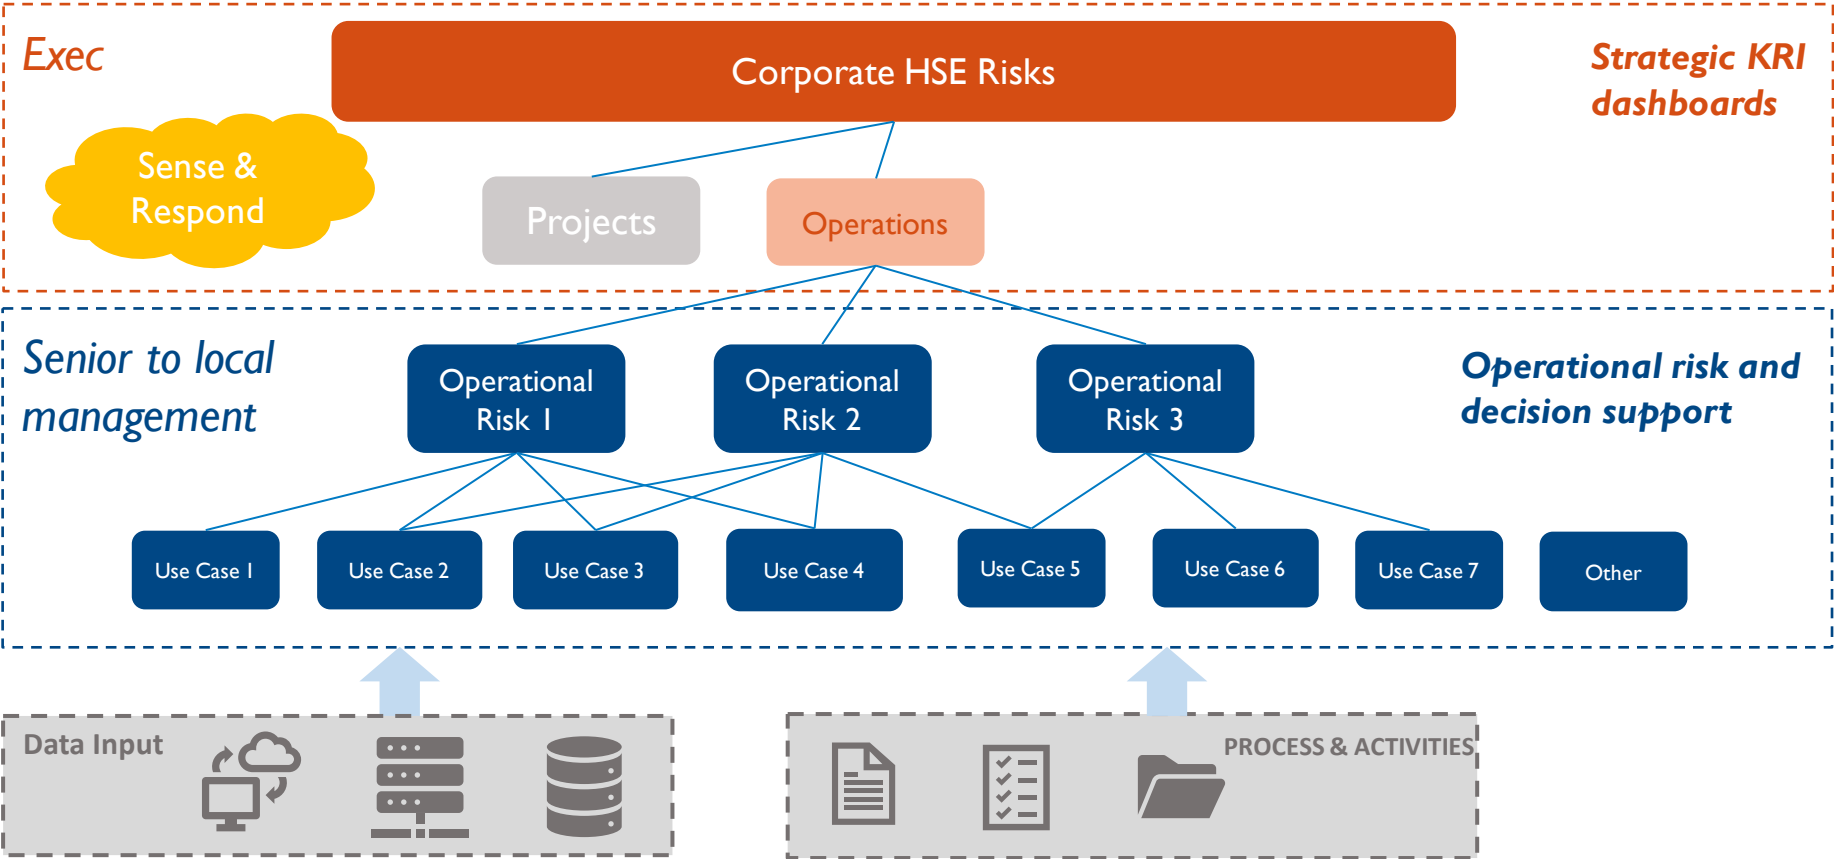 Exec
Corporate HSE Risks
Strategic KRI
dashboards
Sense &
Respond
Projects
Operations
Senior to local
management
Operational
Risk 1
Operational
Risk 2
Operational
Risk 3
Operational risk and
decision support
Use Case 1
Use Case 2
Use Case 3
Use Case 4
Use Case 5
Use Case 6
Use Case 7
Other
Data Input
PROCESS & ACTIVITIES